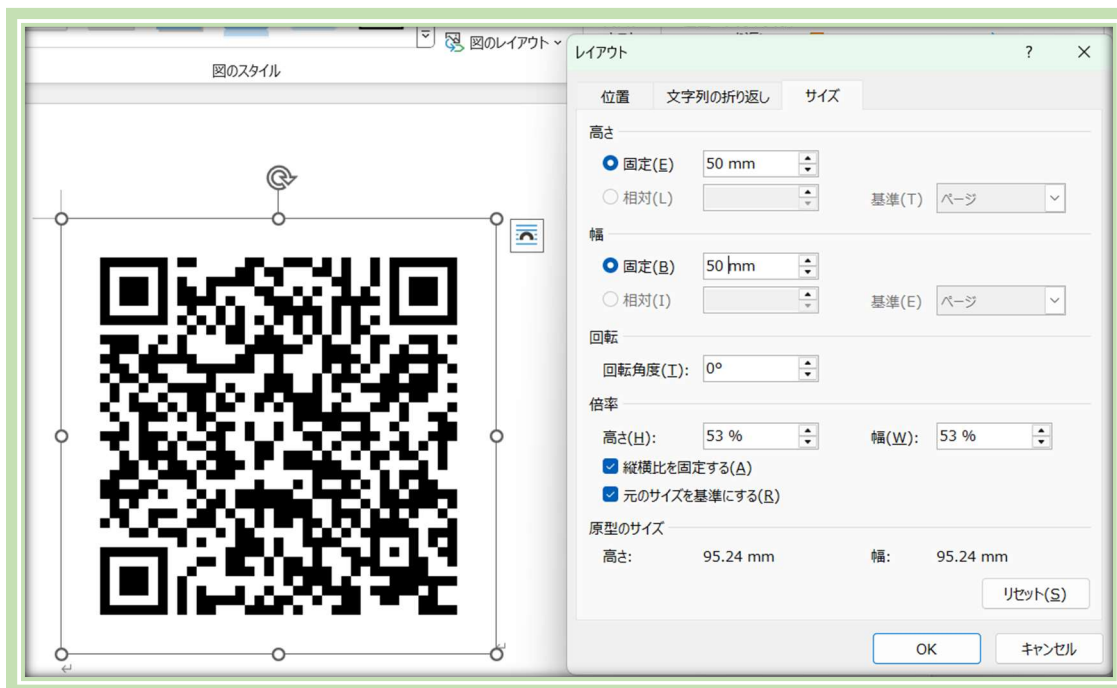 図のレイアウト
図のスタイル
レイアウト
?
×
位置
文字列の折り返し
サイズ
高さ
固定(E) 50 mm
相対(L) 基準(T) ページ
幅
固定(B) 50 mm
相対(I) 基準(E) ページ
回転
回転角度(T): 0°
倍率
高さ(H): 53 % 幅(W): 53 %
縦横比を固定する(A)
元のサイズを基準にする(R)
原型のサイズ
高さ: 95.24 mm 幅: 95.24 mm
リセット(S)
OK キャンセル